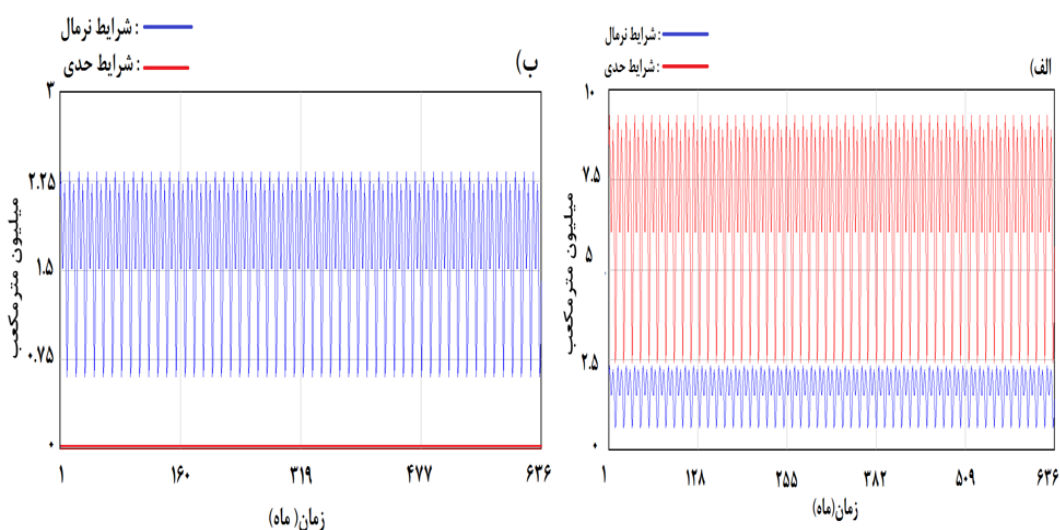 شرایط نرمال :
شرایط حدی :
الف)
۱۰
۷.۵
۵
۲.۵
۰
میلیون مترمکعب
۱ ۱۲۸ ۲۵۵ ۳۸۲ ۵۰۹ ۶۳۶
زمان(ماه)
شرایط نرمال :
شرایط حدی :
ب)
۳
۲.۲۵
۱.۵
۰.۷۵
۰
میلیون مترمکعب
۱ ۱۶۰ ۳۱۹ ۴۷۷ ۶۳۶
زمان( ماه)